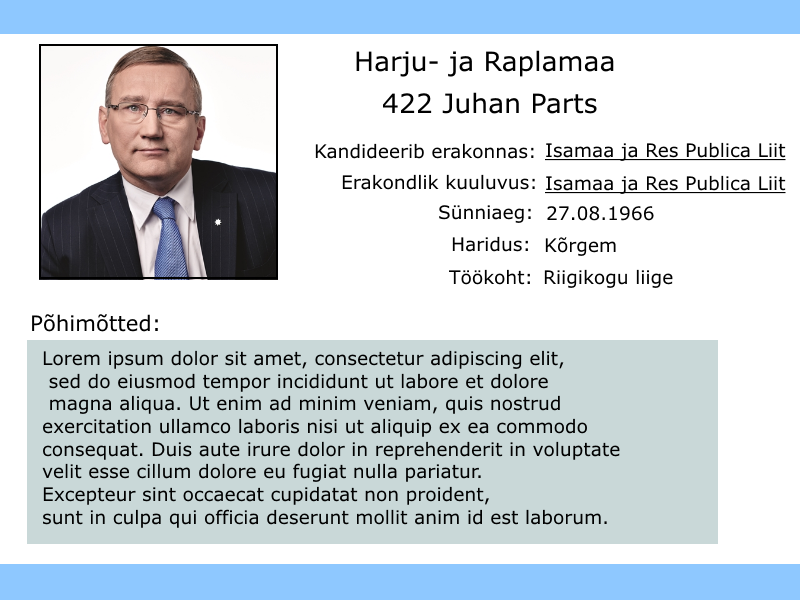 Harju- ja Raplamaa
422 Juhan Parts
Kandideerib erakonnas: Isamaa ja Res Publica Liit
Erakondlik kuuluvus: Isamaa ja Res Publica Liit
Sünniaeg: 27.08.1966
Haridus: Kõrgem
Töökoht: Riigikogu liige
Põhimõtted:
Lorem ipsum dolor sit amet, consectetur adipiscing elit,
sed do eiusmod tempor incididunt ut labore et dolore
magna aliqua. Ut enim ad minim veniam, quis nostrud
exercitation ullamco laboris nisi ut aliquip ex ea commodo
consequat. Duis aute irure dolor in reprehenderit in voluptate
velit esse cillum dolore eu fugiat nulla pariatur.
Excepteur sint occaecat cupidatat non proident,
sunt in culpa qui officia deserunt mollit anim id est laborum.